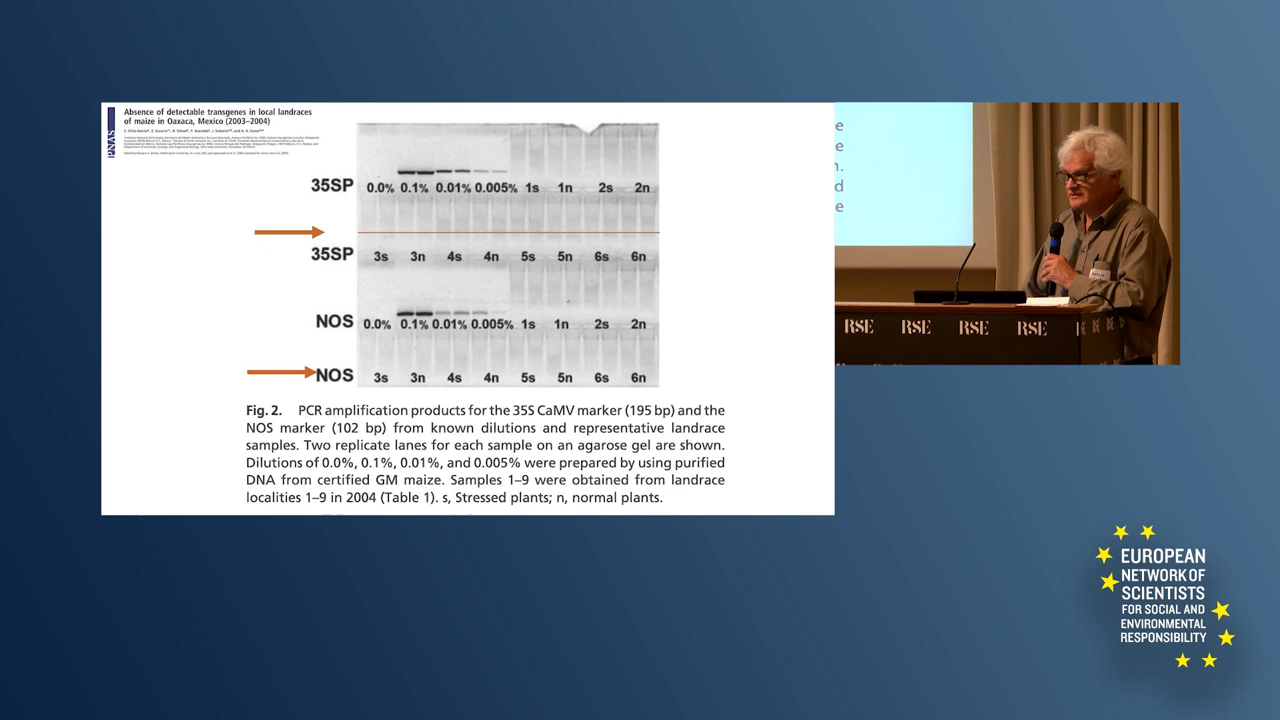 Absence of detectable transgenes in local landraces
of maize in Oaxaca, Mexico (2003–2004)
PNAS
35SP
0.0% 0.1% 0.01% 0.005% 1s 1n 2s 2n
35SP
3s 3n 4s 4n 5s 5n 6s 6n
NOS
0.0% 0.1% 0.01% 0.005% 1s 1n 2s 2n
NOS
3s 3n 4s 4n 5s 5n 6s 6n
Fig. 2. PCR amplification products for the 35S CaMV marker (195 bp) and the
NOS marker (102 bp) from known dilutions and representative landrace
samples. Two replicate lanes for each sample on an agarose gel are shown.
Dilutions of 0.0%, 0.1%, 0.01%, and 0.005% were prepared by using purified
DNA from certified GM maize. Samples 1–9 were obtained from landrace
localities 1–9 in 2004 (Table 1). s, Stressed plants; n, normal plants.
e
e
n.
d
e
RSE RSE RSE RSE
EUROPEAN
NETWORK OF
SCIENTISTS
FOR SOCIAL AND
ENVIRONMENTAL
RESPONSIBILITY